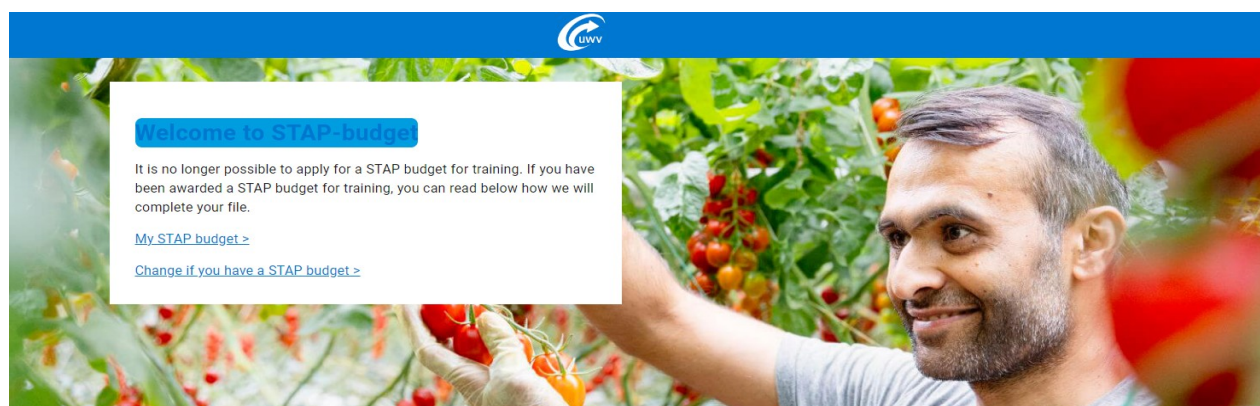 UWV
Welcome to STAP-budget
It is no longer possible to apply for a STAP budget for training. If you have
been awarded a STAP budget for training, you can read below how we will
complete your file.
My STAP budget >
Change if you have a STAP budget >